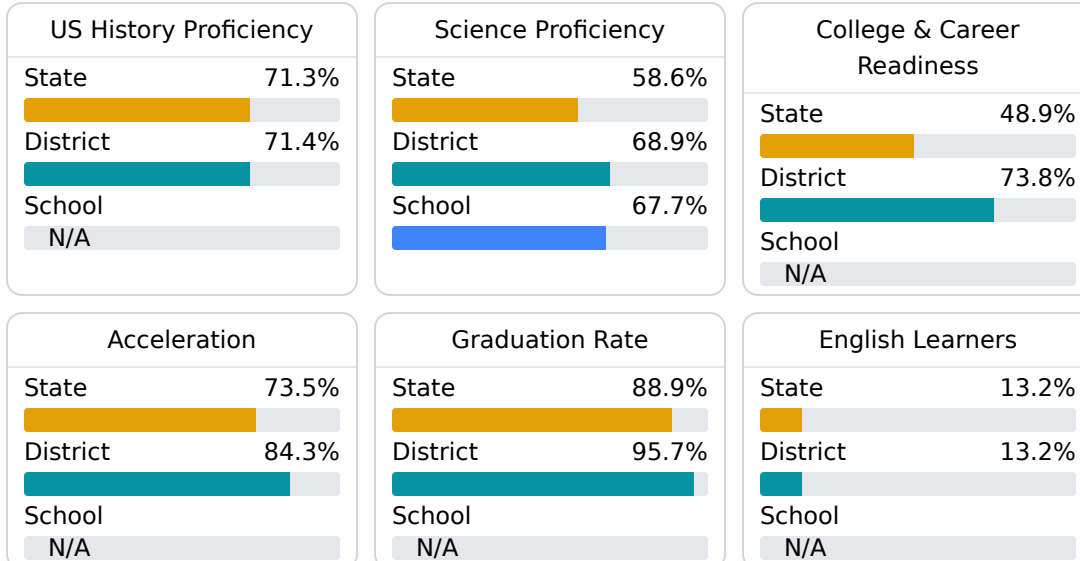 US History Proficiency
State 71.3%
District 71.4%
School
N/A
Science Proficiency
State 58.6%
District 68.9%
School 67.7%
College & Career
Readiness
State 48.9%
District 73.8%
School
N/A
Acceleration
State 73.5%
District 84.3%
School
N/A
Graduation Rate
State 88.9%
District 95.7%
School
N/A
English Learners
State 13.2%
District 13.2%
School
N/A